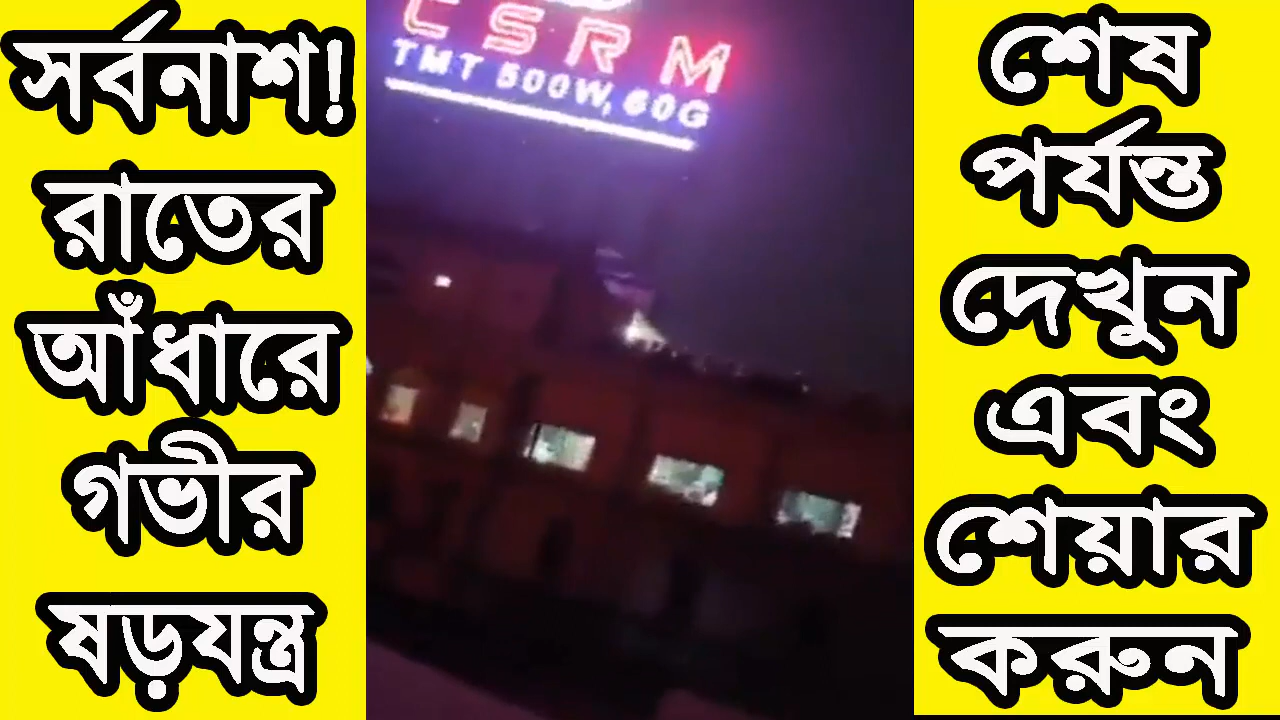 সর্বনাশ!
রাতের
আঁধারে
গভীর
ষড়যন্ত্র
CSRM
TMT 500W, 60G
শেষ
পর্যন্ত
দেখুন
এবং
শেয়ার
করুন